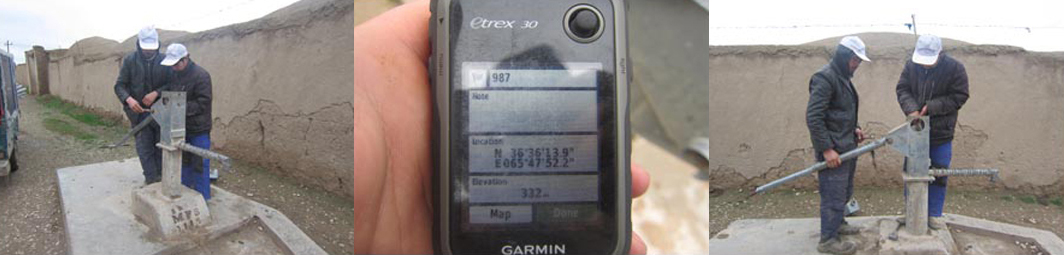 etrex 30
987
Note
Location
N 36°36'13.9"
E065°47'52.2"
Elevation
332m
Map
Done
GARMIN